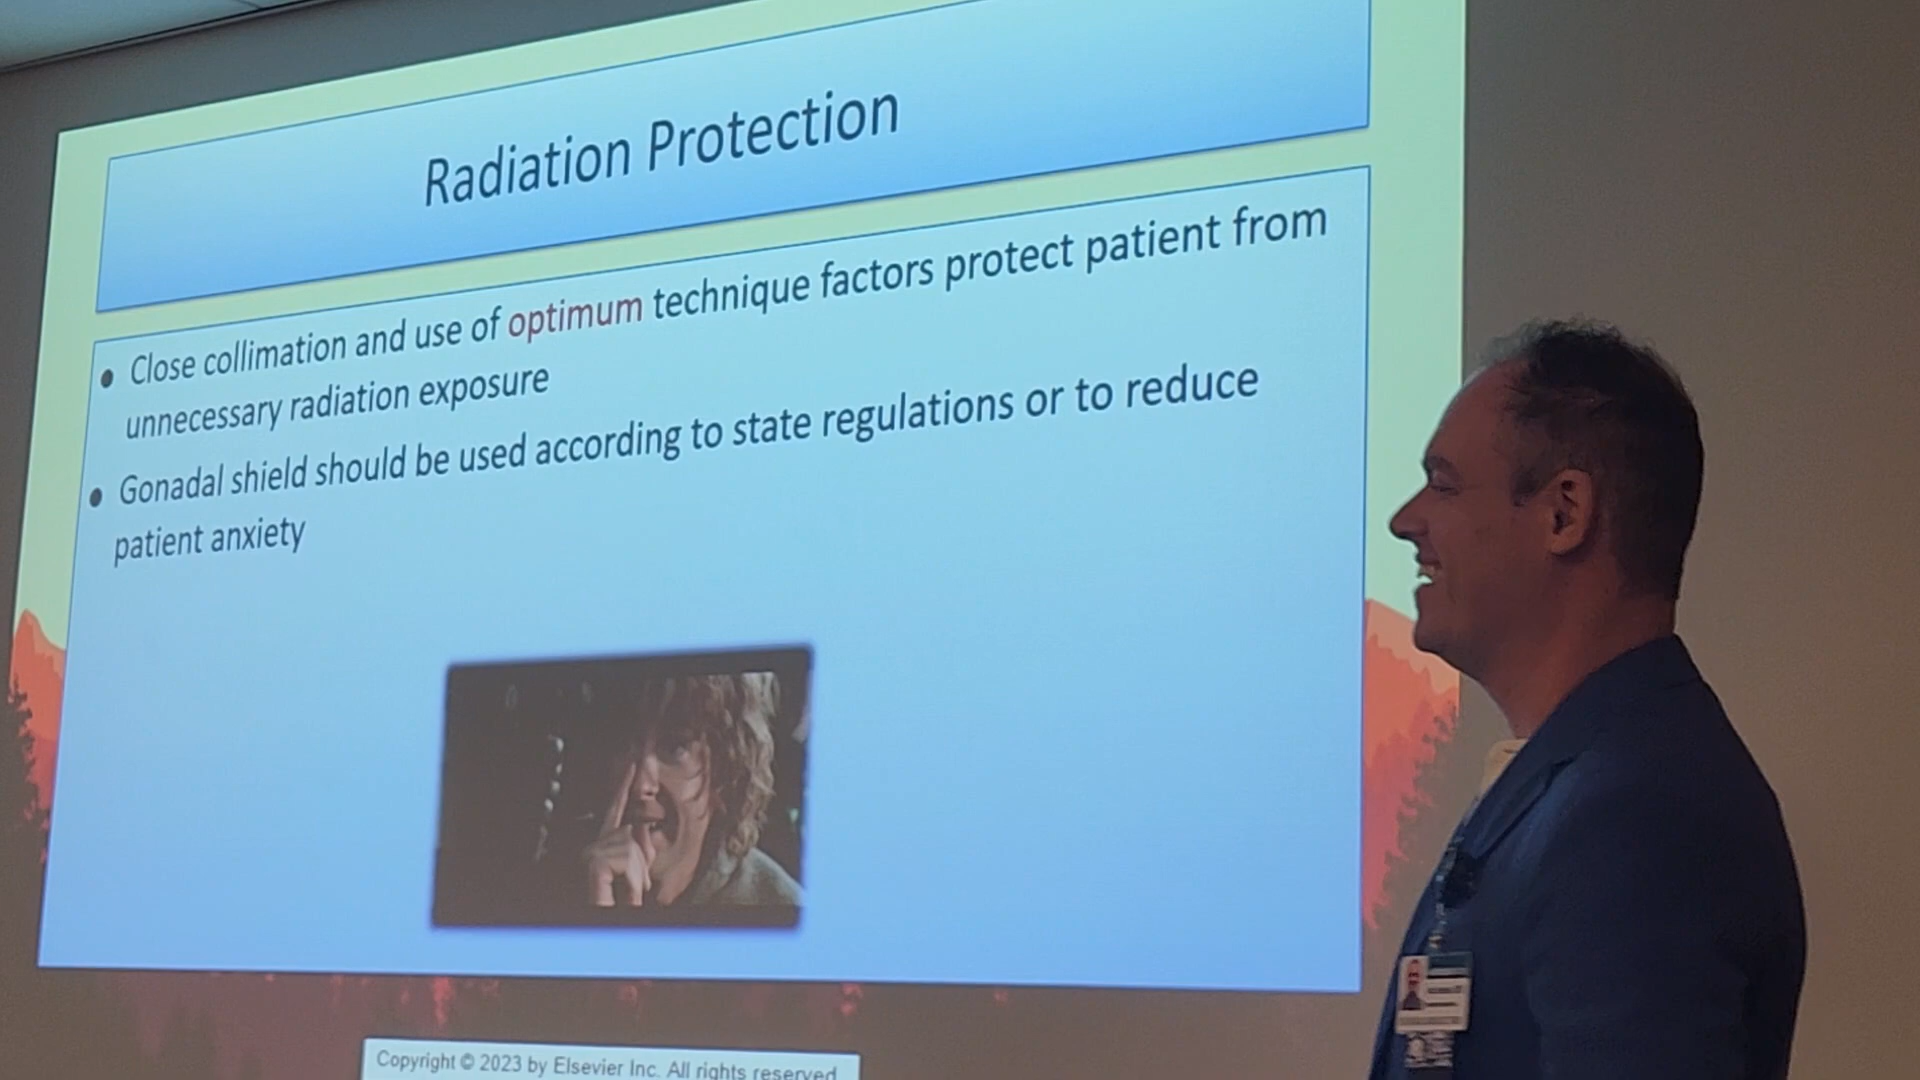 Radiation Protection
• Close collimation and use of optimum technique factors protect patient from
unnecessary radiation exposure
• Gonadal shield should be used according to state regulations or to reduce
patient anxiety
Copyright © 2023 by Elsevier Inc. All rights reserved